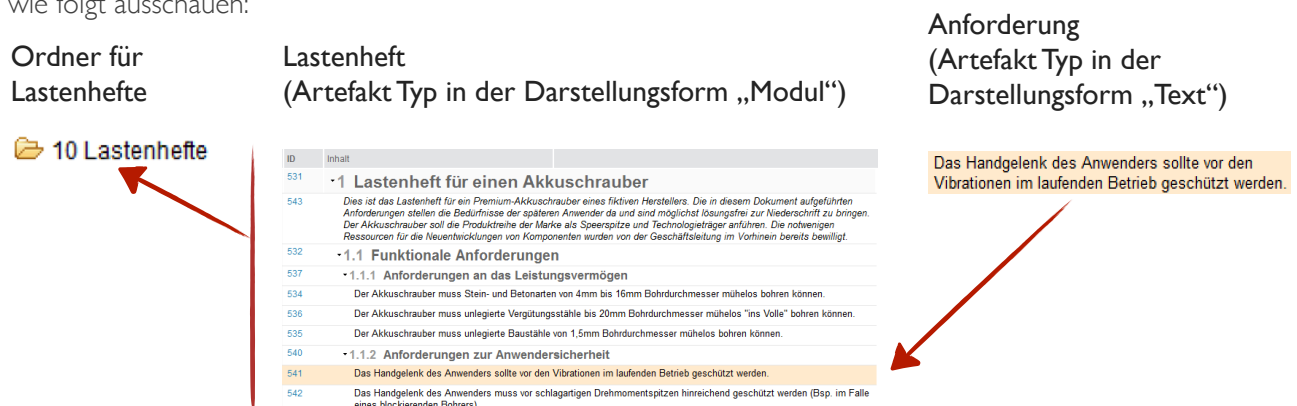 wie folgt ausschauen:
Ordner für
Lastenhefte
Lastenheft
(Artefakt Typ in der Darstellungsform „Modul“)
Anforderung
(Artefakt Typ in der
Darstellungsform „Text“)
10 Lastenhefte
ID Inhalt
531 1 Lastenheft für einen Akkuschrauber
543 Dies ist das Lastenheft für ein Premium-Akkuschrauber eines fiktiven Herstellers. Die in diesem Dokument aufgeführten
Anforderungen stellen die Bedürfnisse der späteren Anwender da und sind möglichst lösungsfrei zur Niederschrift zu bringen.
Der Akkuschrauber soll die Produktreihe der Marke als Speerspitze und Technologieträger anführen. Die notwenigen
Ressourcen für die Neuentwicklungen von Komponenten wurden von der Geschäftsleitung im Vorhinein bereits bewilligt.
532 1.1 Funktionale Anforderungen
537 1.1.1 Anforderungen an das Leistungsvermögen
534 Der Akkuschrauber muss Stein- und Betonarten von 4mm bis 16mm Bohrdurchmesser mühelos bohren können.
536 Der Akkuschrauber muss unlegierte Vergütungsstähle bis 20mm Bohrdurchmesser mühelos "ins Volle" bohren können.
535 Der Akkuschrauber muss unlegierte Baustähle von 1,5mm Bohrdurchmesser mühelos bohren können.
540 1.1.2 Anforderungen zur Anwendersicherheit
541 Das Handgelenk des Anwenders sollte vor den Vibrationen im laufenden Betrieb geschützt werden.
542 Das Handgelenk des Anwenders muss vor schlagartigen Drehmomentspitzen hinreichend geschützt werden (Bsp. im Falle
eines blockierenden Bohrers)
Das Handgelenk des Anwenders sollte vor den
Vibrationen im laufenden Betrieb geschützt werden.